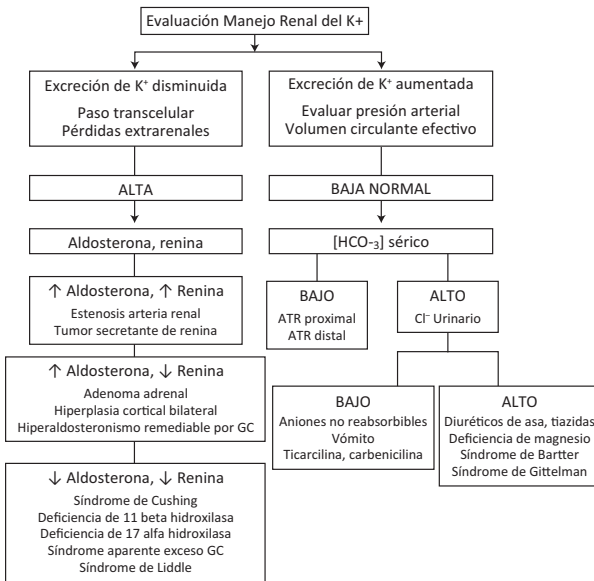 Evaluación Manejo Renal del K+
Excreción de K⁺ disminuida
Paso transcelular
Pérdidas extrarenales
Excreción de K⁺ aumentada
Evaluar presión arterial
Volumen circulante efectivo
ALTA
BAJA NORMAL
Aldosterona, renina
[HCO-₃] sérico
↑ Aldosterona, ↑ Renina
Estenosis arteria renal
Tumor secretante de renina
BAJO
ATR proximal
ATR distal
ALTO
Cl⁻ Urinario
↑ Aldosterona, ↓ Renina
Adenoma adrenal
Hiperplasia cortical bilateral
Hiperaldosteronismo remediable por GC
BAJO
Aniones no reabsorbibles
Vómito
Ticarcilina, carbenicilina
ALTO
Diuréticos de asa, tiazidas
Deficiencia de magnesio
Síndrome de Bartter
Síndrome de Gittelman
↓ Aldosterona, ↓ Renina
Síndrome de Cushing
Deficiencia de 11 beta hidroxilasa
Deficiencia de 17 alfa hidroxilasa
Síndrome aparente exceso GC
Síndrome de Liddle